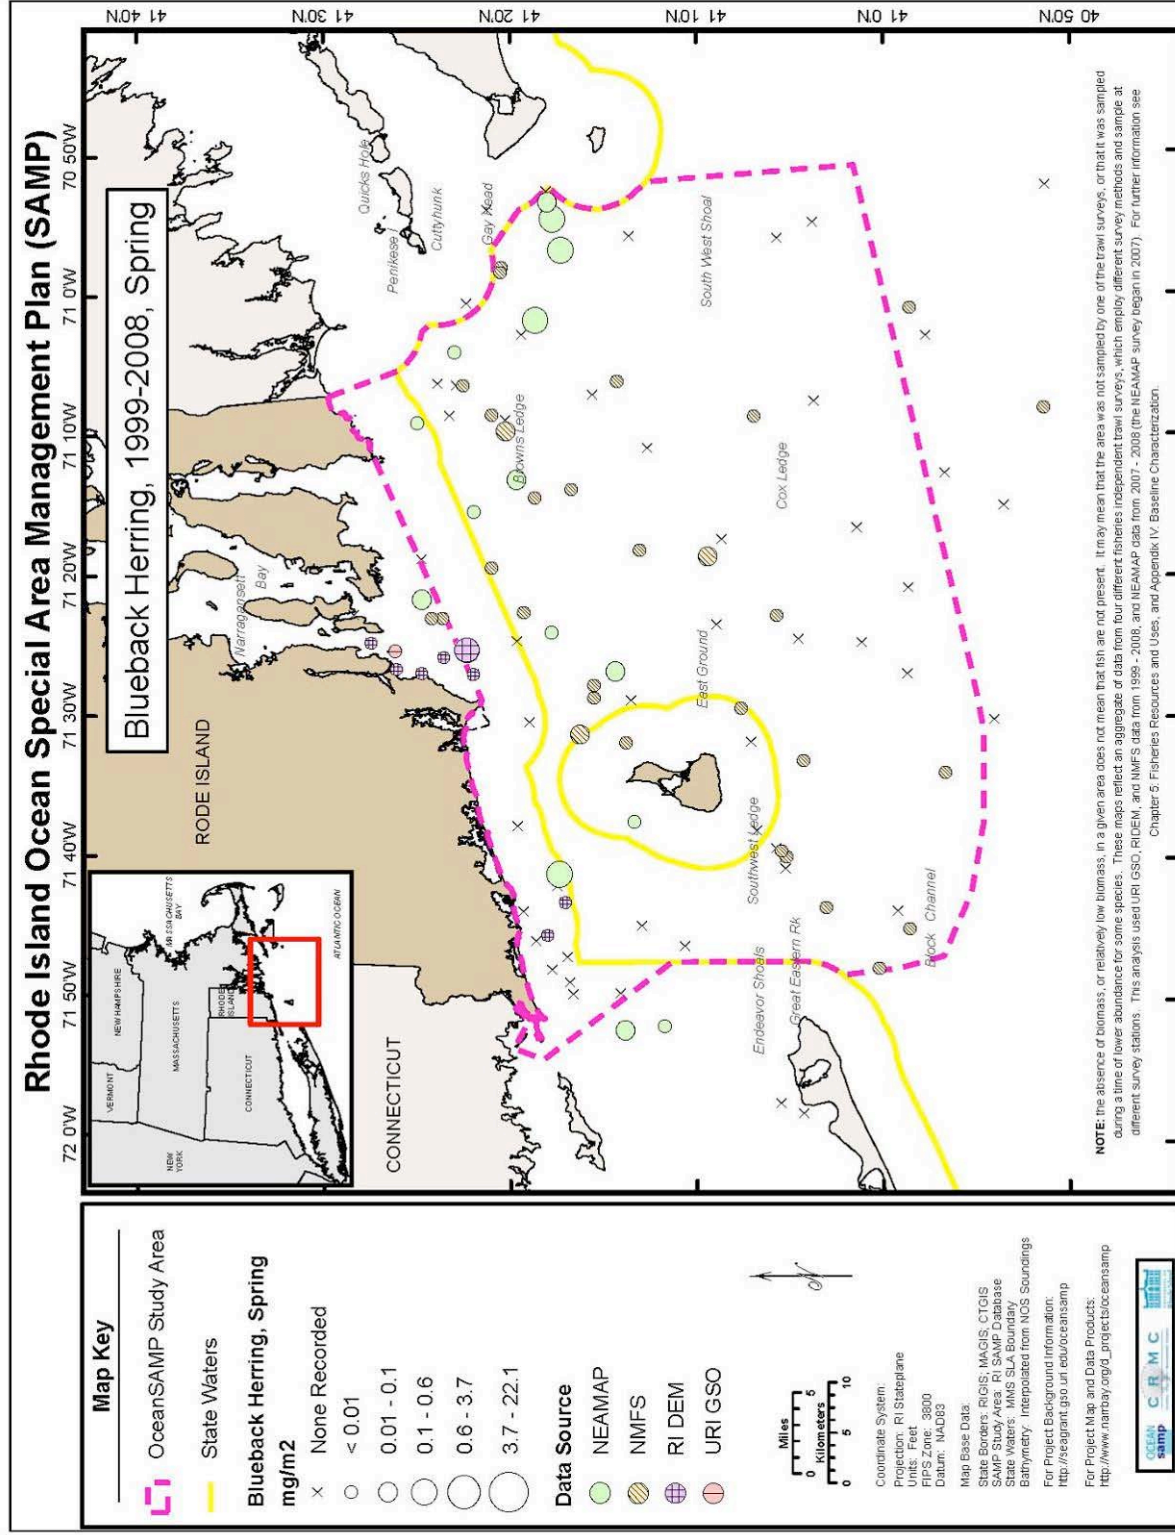 Rhode Island Ocean Special Area Management Plan (SAMP)
72 0'W
71 50'W
71 40'W
71 30'W
71 20'W
71 10'W
71 0'W
70 50'W
41 40'N
41 30'N
41 20'N
41 10'N
41 0'N
40 50'N
Blueback Herring, 1999-2008, Spring
VERMONT
NEW HAMPSHIRE
MASSACHUSETTS
BAY
NEW
YORK
MASSACHUSETTS
RHODE
ISLAND
CONNECTICUT
ATLANTIC OCEAN
RODE ISLAND
CONNECTICUT
Narragansett
Bay
Quicks Hole
Penikese I
Cuttyhunk
Gay Head
Browns Ledge
South West Shoal
Cox Ledge
East Ground
Southwest Ledge
Endeavor Shoals
Great Eastern Rk
Block Channel
NOTE: the absence of biomass, or relatively low biomass, in a given area does not mean that fish are not present. It may mean that the area was not sampled by one of the trawl surveys, or that it was sampled
during a time of lower abundance for some species. These maps reflect an aggregate of data from four different fisheries independent trawl surveys, which employ different survey methods and sample at
different survey stations. This analysis used URI GSO, RIDEM, and NMFS data from 1999 - 2008, and NEAMAP data from 2007 - 2008 (the NEAMAP survey began in 2007). For further information see
Chapter 5: Fisheries Resources and Uses, and Appendix IV. Baseline Characterization.
Map Key
OceanSAMP Study Area
State Waters
Blueback Herring, Spring
mg/m2
× None Recorded
< 0.01
0.01 - 0.1
0.1 - 0.6
0.6 - 3.7
3.7 - 22.1
Data Source
NEAMAP
NMFS
RI DEM
URI GSO
Miles
0 5
Kilometers
0 5 10
N
Coordinate System:
Projection: RI Stateplane
Units: Feet
FIPS Zone: 3800
Datum: NAD83
Map Base Data:
State Borders: RIGIS; MAGIS; CTGIS
SAMP Study Area: RI SAMP Database
State Waters: MMS SLA Boundary
Bathymetry: Interpolated from NOS Soundings
For Project Background Information:
http://seagrant.gso.uri.edu/oceansamp
For Project Map and Data Products:
http://www.narrbay.org/d_projects/oceansamp
OCEAN
samp
C R M C